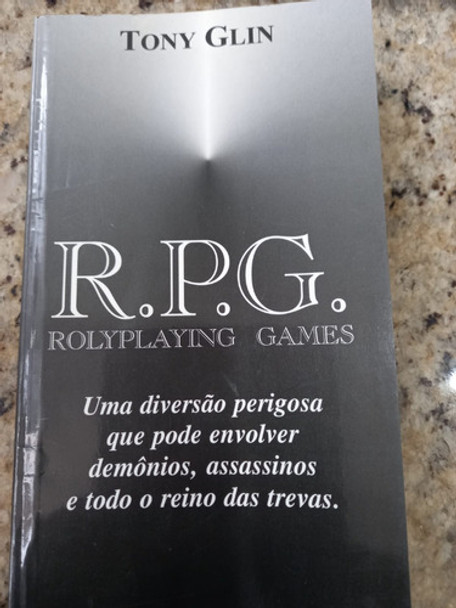 TONY GLIN
R.P.G.
ROLYPLAYING GAMES
Uma diversão perigosa
que pode envolver
demônios, assassinos
e todo o reino das trevas.